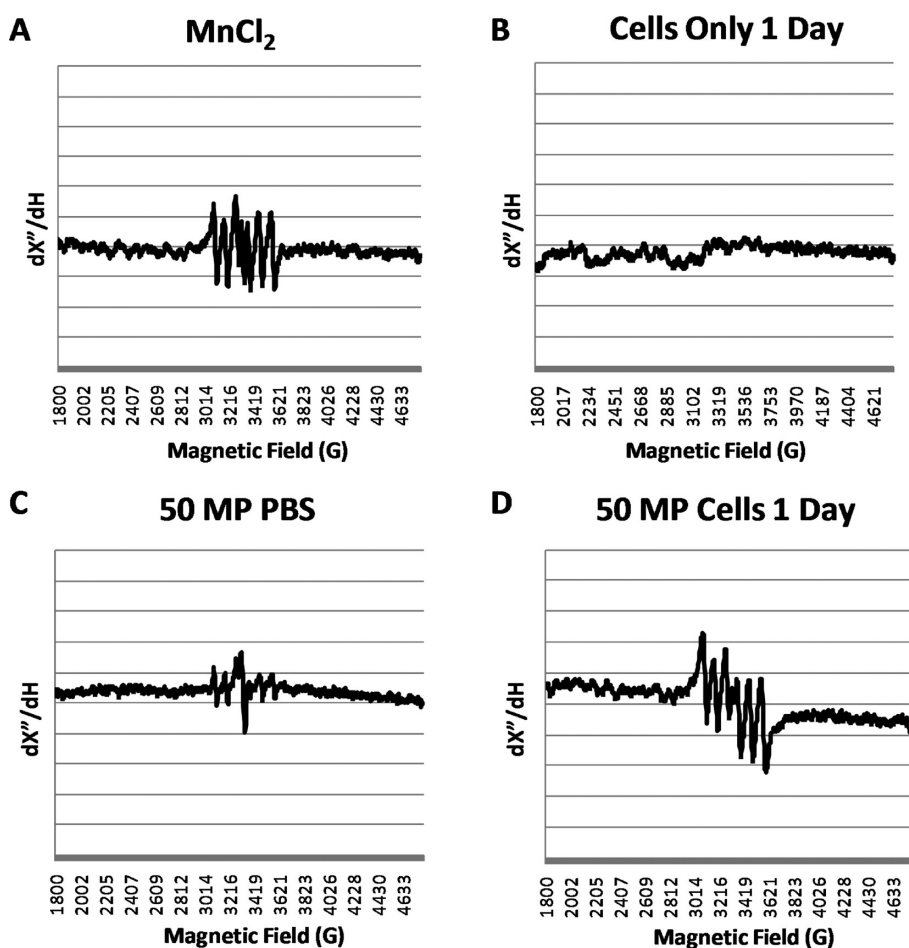 A
MnCl₂
dX"/dH
1800 2002 2205 2407 2609 2812 3014 3216 3419 3621 3823 4026 4228 4430 4633
Magnetic Field (G)
B
Cells Only 1 Day
dX"/dH
1800 2017 2234 2451 2668 2885 3102 3319 3536 3753 3970 4187 4404 4621
Magnetic Field (G)
C
50 MP PBS
dX"/dH
1800 2002 2205 2407 2609 2812 3014 3216 3419 3621 3823 4026 4228 4430 4633
Magnetic Field (G)
D
50 MP Cells 1 Day
dX"/dH
1800 2002 2205 2407 2609 2812 3014 3216 3419 3621 3823 4026 4228 4430 4633
Magnetic Field (G)